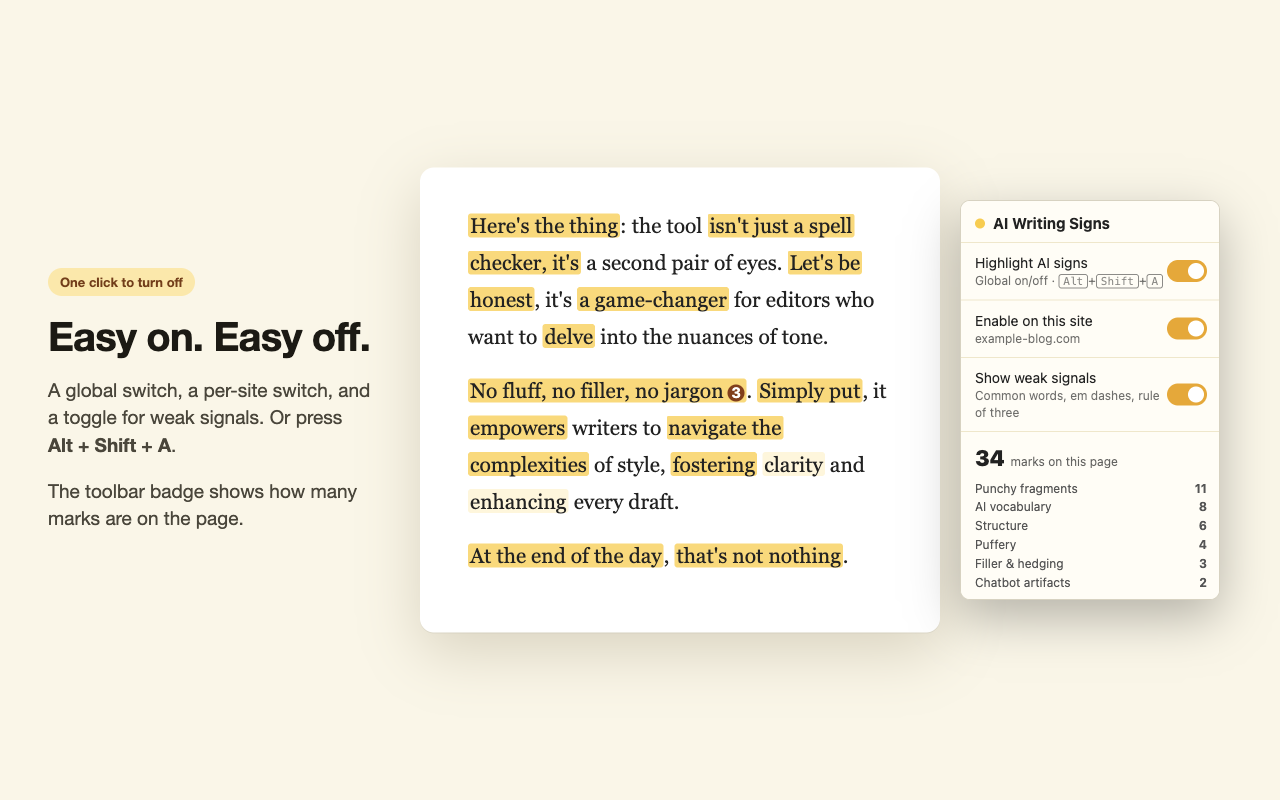 One click to turn off
Easy on. Easy off.
A global switch, a per-site switch, and
a toggle for weak signals. Or press
Alt + Shift + A.
The toolbar badge shows how many
marks are on the page.
Here's the thing: the tool isn't just a spell
checker, it's a second pair of eyes. Let's be
honest, it's a game-changer for editors who
want to delve into the nuances of tone.
No fluff, no filler, no jargon 3. Simply put, it
empowers writers to navigate the
complexities of style, fostering clarity and
enhancing every draft.
At the end of the day, that's not nothing.
AI Writing Signs
Highlight AI signs
Global on/off · Alt+Shift+A
Enable on this site
example-blog.com
Show weak signals
Common words, em dashes, rule
of three
34 marks on this page
Punchy fragments 11
AI vocabulary 8
Structure 6
Puffery 4
Filler & hedging 3
Chatbot artifacts 2